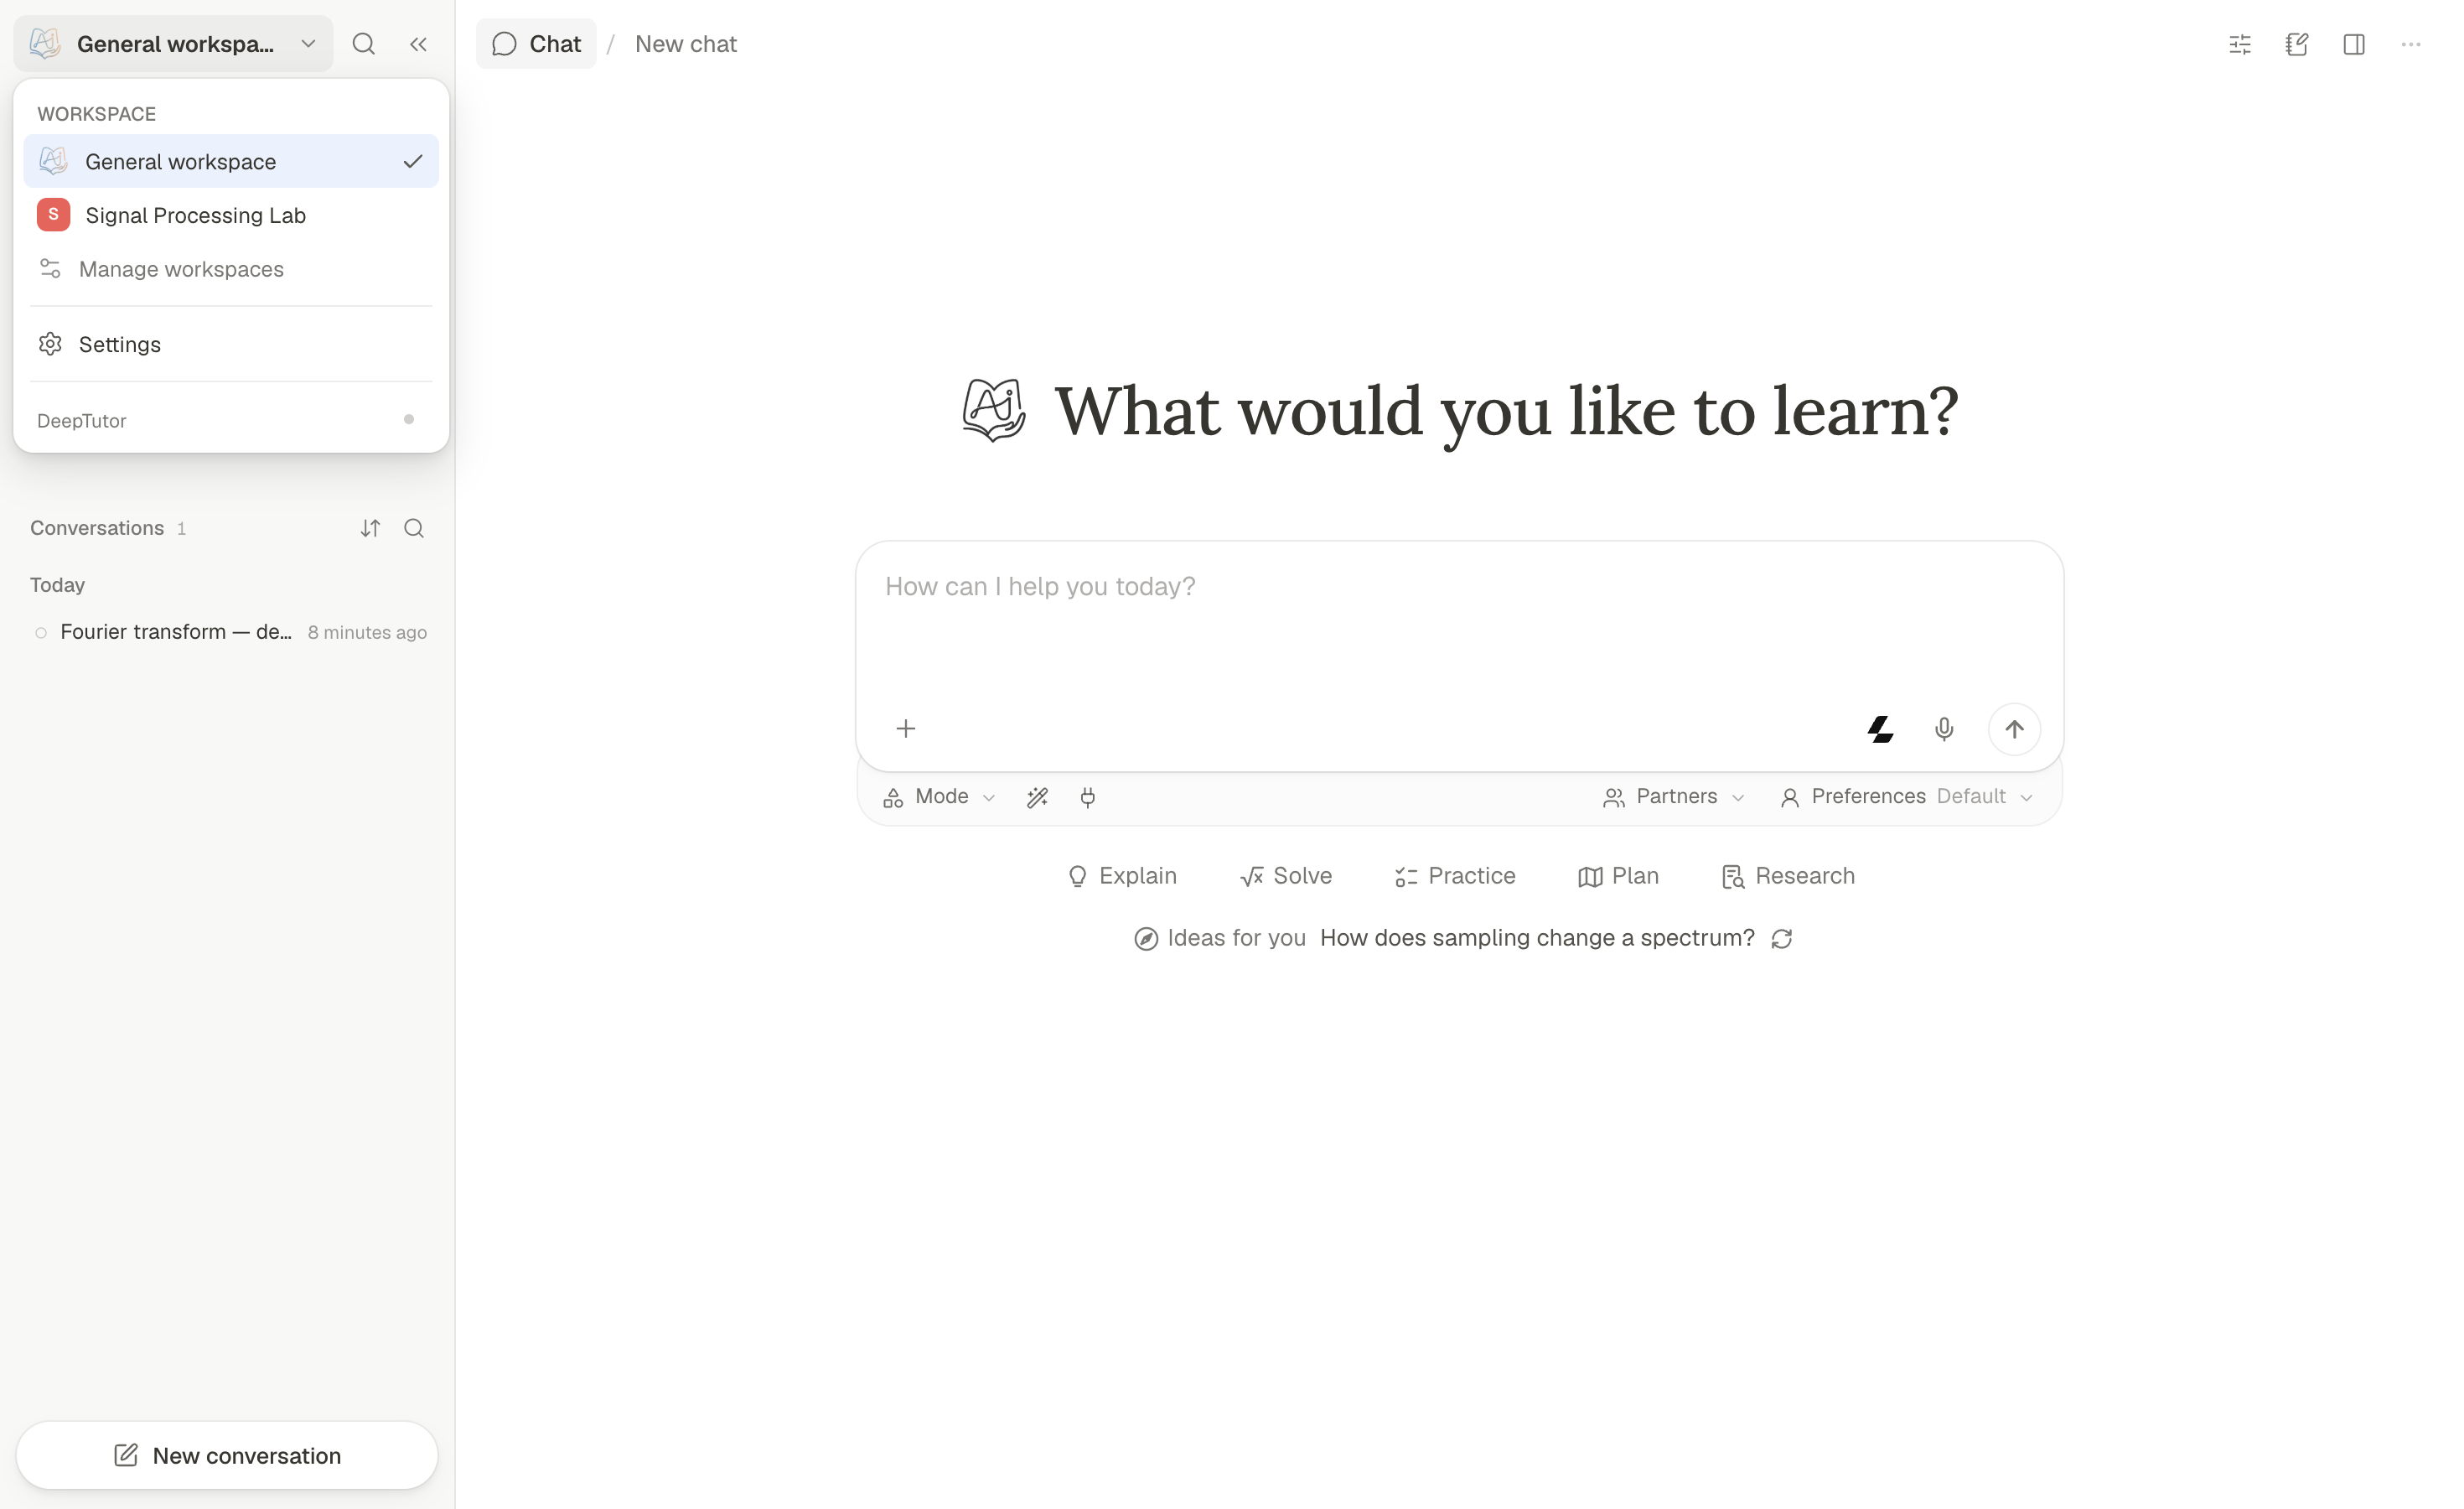 General workspa...
Chat / New chat
WORKSPACE
General workspace
S Signal Processing Lab
Manage workspaces
Settings
DeepTutor
Conversations 1
Today
Fourier transform — de... 8 minutes ago
New conversation
What would you like to learn?
How can I help you today?
Mode Partners Preferences Default
Explain Solve Practice Plan Research
Ideas for you How does sampling change a spectrum?